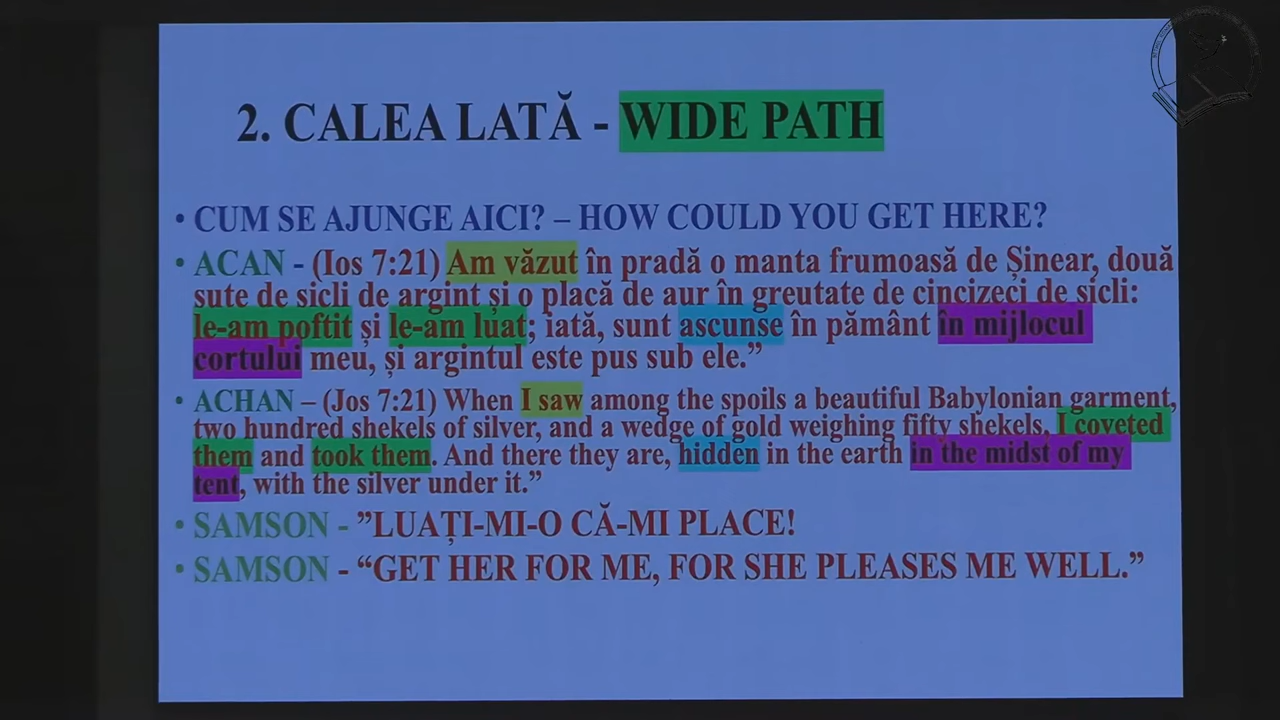 2. CALEA LATĂ - WIDE PATH
• CUM SE AJUNGE AICI? – HOW COULD YOU GET HERE?
• ACAN - (Ios 7:21) Am văzut în pradă o manta frumoasă de Șinear, două
sute de sicli de argint și o placă de aur în greutate de cincizeci de sicli:
le-am poftit și le-am luat; iată, sunt ascunse în pământ în mijlocul
cortului meu, și argintul este pus sub ele.”
• ACHAN – (Jos 7:21) When I saw among the spoils a beautiful Babylonian garment,
two hundred shekels of silver, and a wedge of gold weighing fifty shekels, I coveted
them and took them. And there they are, hidden in the earth in the midst of my
tent, with the silver under it.”
• SAMSON - ”LUAȚI-MI-O CĂ-MI PLACE!
• SAMSON - “GET HER FOR ME, FOR SHE PLEASES ME WELL.”